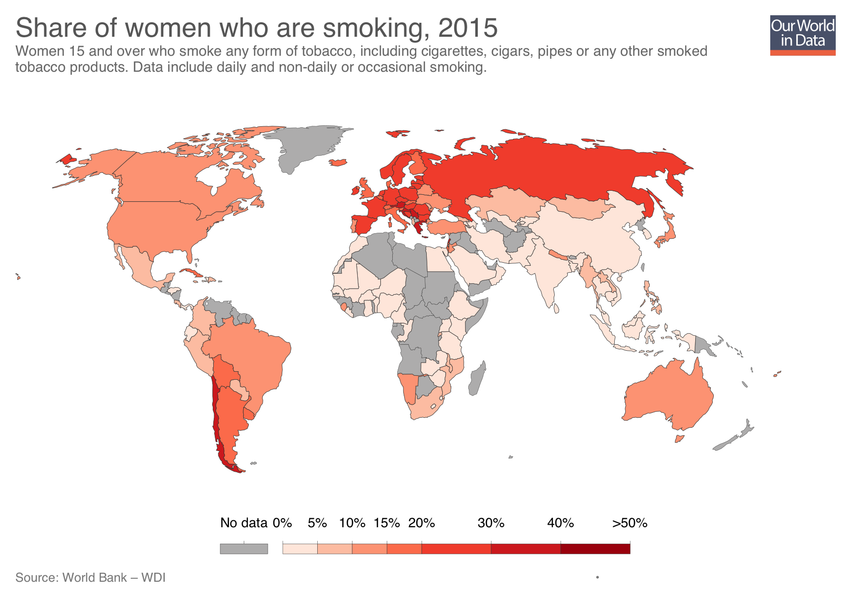 Share of women who are smoking, 2015
Women 15 and over who smoke any form of tobacco, including cigarettes, cigars, pipes or any other smoked
tobacco products. Data include daily and non-daily or occasional smoking.
Our World
in Data
No data 0% 5% 10% 15% 20% 30% 40% >50%
Source: World Bank – WDI